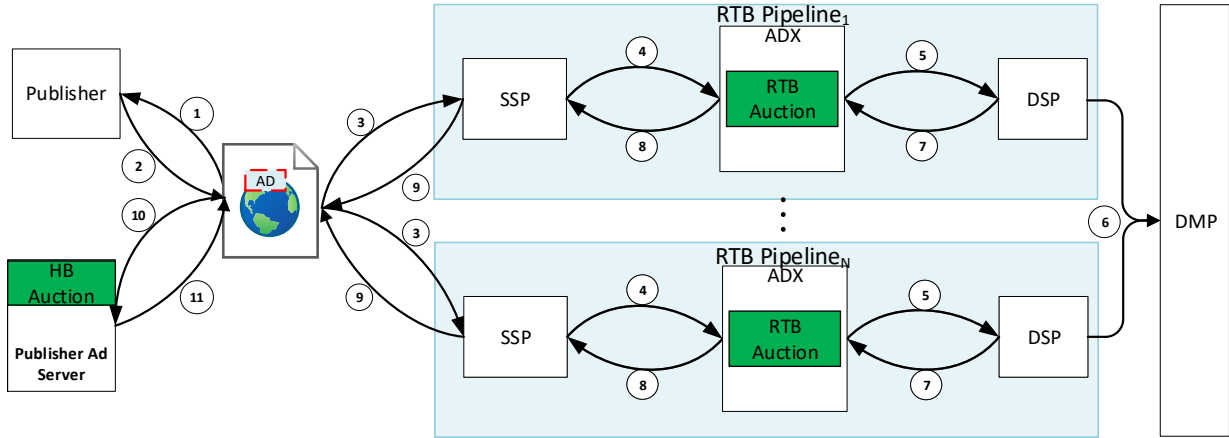 RTB Pipeline1
ADX
Publisher
1
2
3
SSP
4
RTB
Auction
5
DSP
8
7
AD
9
10
3
6
DMP
HB
Auction
11
9
Publisher Ad
Server
RTB PipelineN
ADX
SSP
4
RTB
Auction
5
DSP
8
7